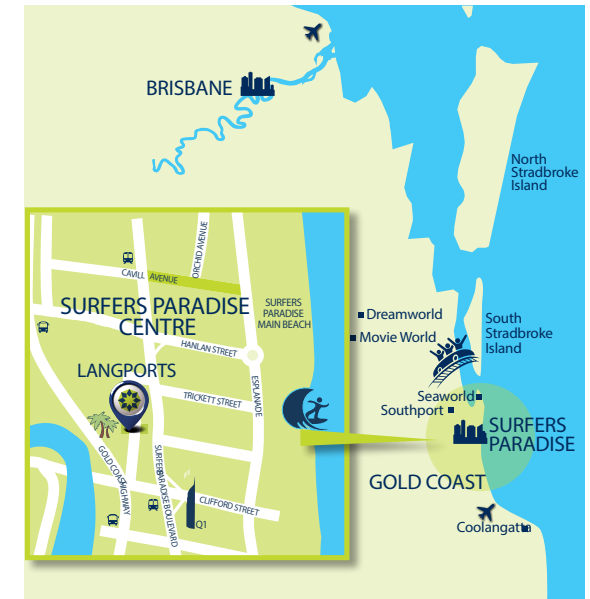 BRISBANE
North
Stradbroke
Island
ORCHID AVENUE
CAVILL AVENUE
SURFERS PARADISE
CENTRE
SURFERS
PARADISE
MAIN BEACH
HANLAN STREET
LANGPORTS
TRICKETT STREET
ESPLANADE
GOLD COAST HIGHWAY
SURFERS PARADISE BOULEVARD
CLIFFORD STREET
Q1
Dreamworld
Movie World
South
Stradbroke
Island
Seaworld
Southport
SURFERS
PARADISE
GOLD COAST
Coolangatta